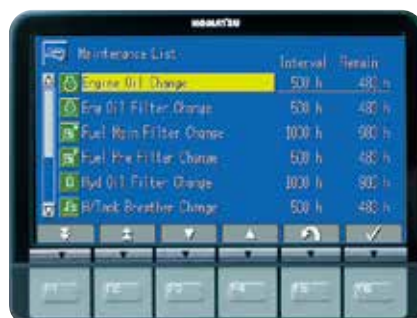 KOMATSU
Maintenance List Interval Remain
Engine Oil Change 500 h 480 h
Eng Oil Filter Change 500 h 480 h
Fuel Main Filter Change 1000 h 980 h
Fuel Pre Filter Change 500 h 480 h
Hyd Oil Filter Change 1000 h 980 h
H/Tank Breather Change 500 h 480 h
F1 F2 F3 F4 F5 F6